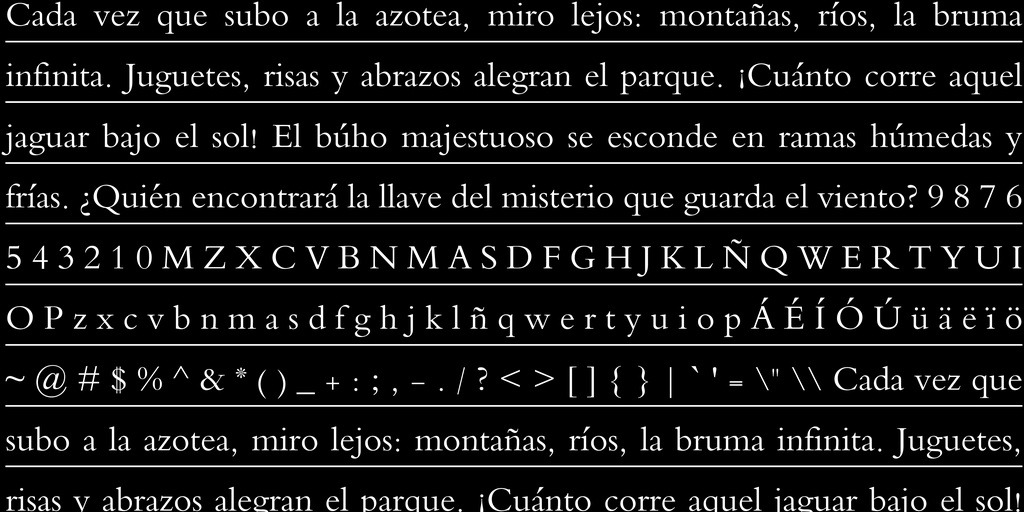 Cada vez que subo a la azotea, miro lejos: montañas, ríos, la bruma
infinita. Juguetes, risas y abrazos alegran el parque. ¡Cuánto corre aquel
jaguar bajo el sol! El búho majestuoso se esconde en ramas húmedas y
frías. ¿Quién encontrará la llave del misterio que guarda el viento? 9 8 7 6
5 4 3 2 1 0 M Z X C V B N M A S D F G H J K L Ñ Q W E R T Y U I
O P z x c v b n m a s d f g h j k l ñ q w e r t y u i o p Á É Í Ó Ú ü ä ë ï ö
~ @ # $ % ^ & * ( ) _ + : ; , - . / ? < > [ ] { } | ` ' = \" \\ Cada vez que
subo a la azotea, miro lejos: montañas, ríos, la bruma infinita. Juguetes,
risas y abrazos alegran el parque. ¡Cuánto corre aquel jaguar bajo el sol!